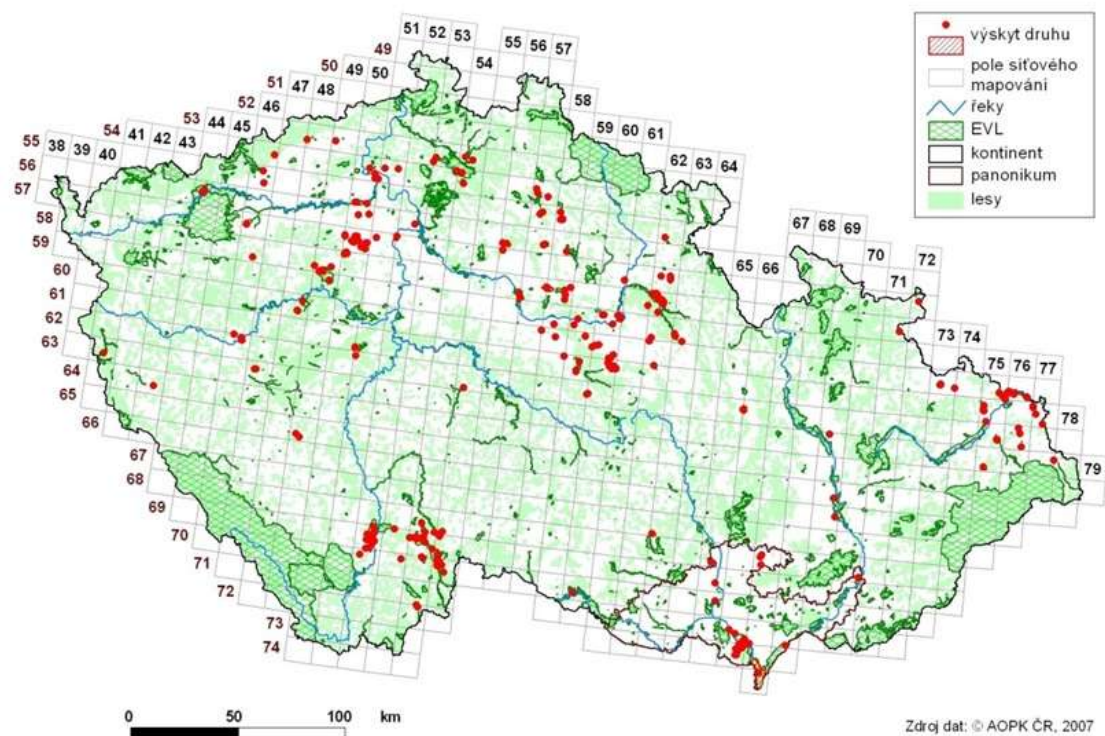 51 52 53
55 56 57
49
54
50
49 50
58
51
47 48
52
46
59 60 61
53
44 45
54
41 42 43
62 63 64
55
38 39 40
56
57
58
59
60
61
62
63
64
65
66
67
68
69
70
71
72
73
74
65 66
67 68 69
70
71
72
73 74
75 76 77
78
79
výskyt druhu
pole síťového
mapování
řeky
EVL
kontinent
panonikum
lesy
0 50 100 km
Zdroj dat: © AOPK ČR, 2007